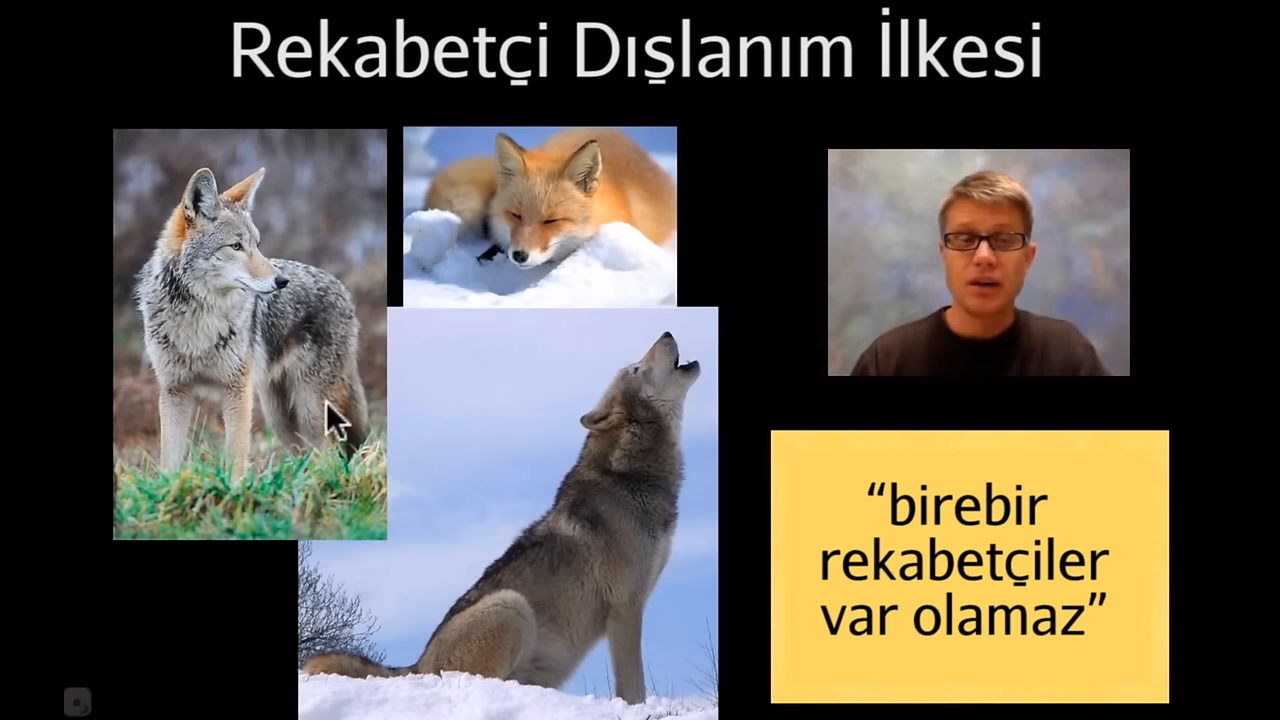 Rekabetçi Dışlanım İlkesi
“birebir
rekabetçiler
var olamaz”